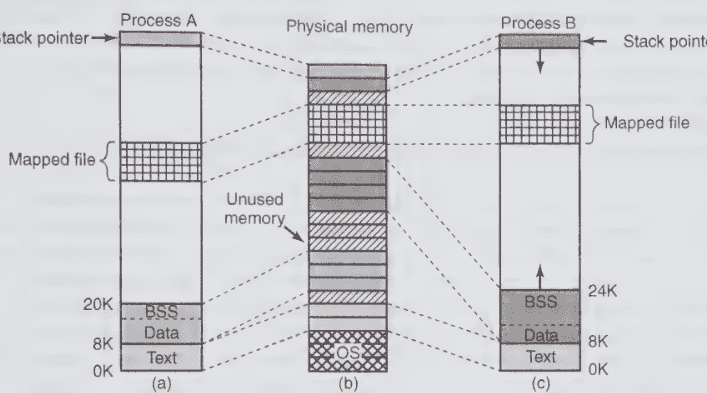 Process A
Physical memory
Process B
Stack pointer
Stack
Mapped file
Mapped file
Unused
memory
20K
BSS
Data
8K
Text
0K
OS
24K
BSS
Data
8K
Text
0K
(a)
(b)
(c)